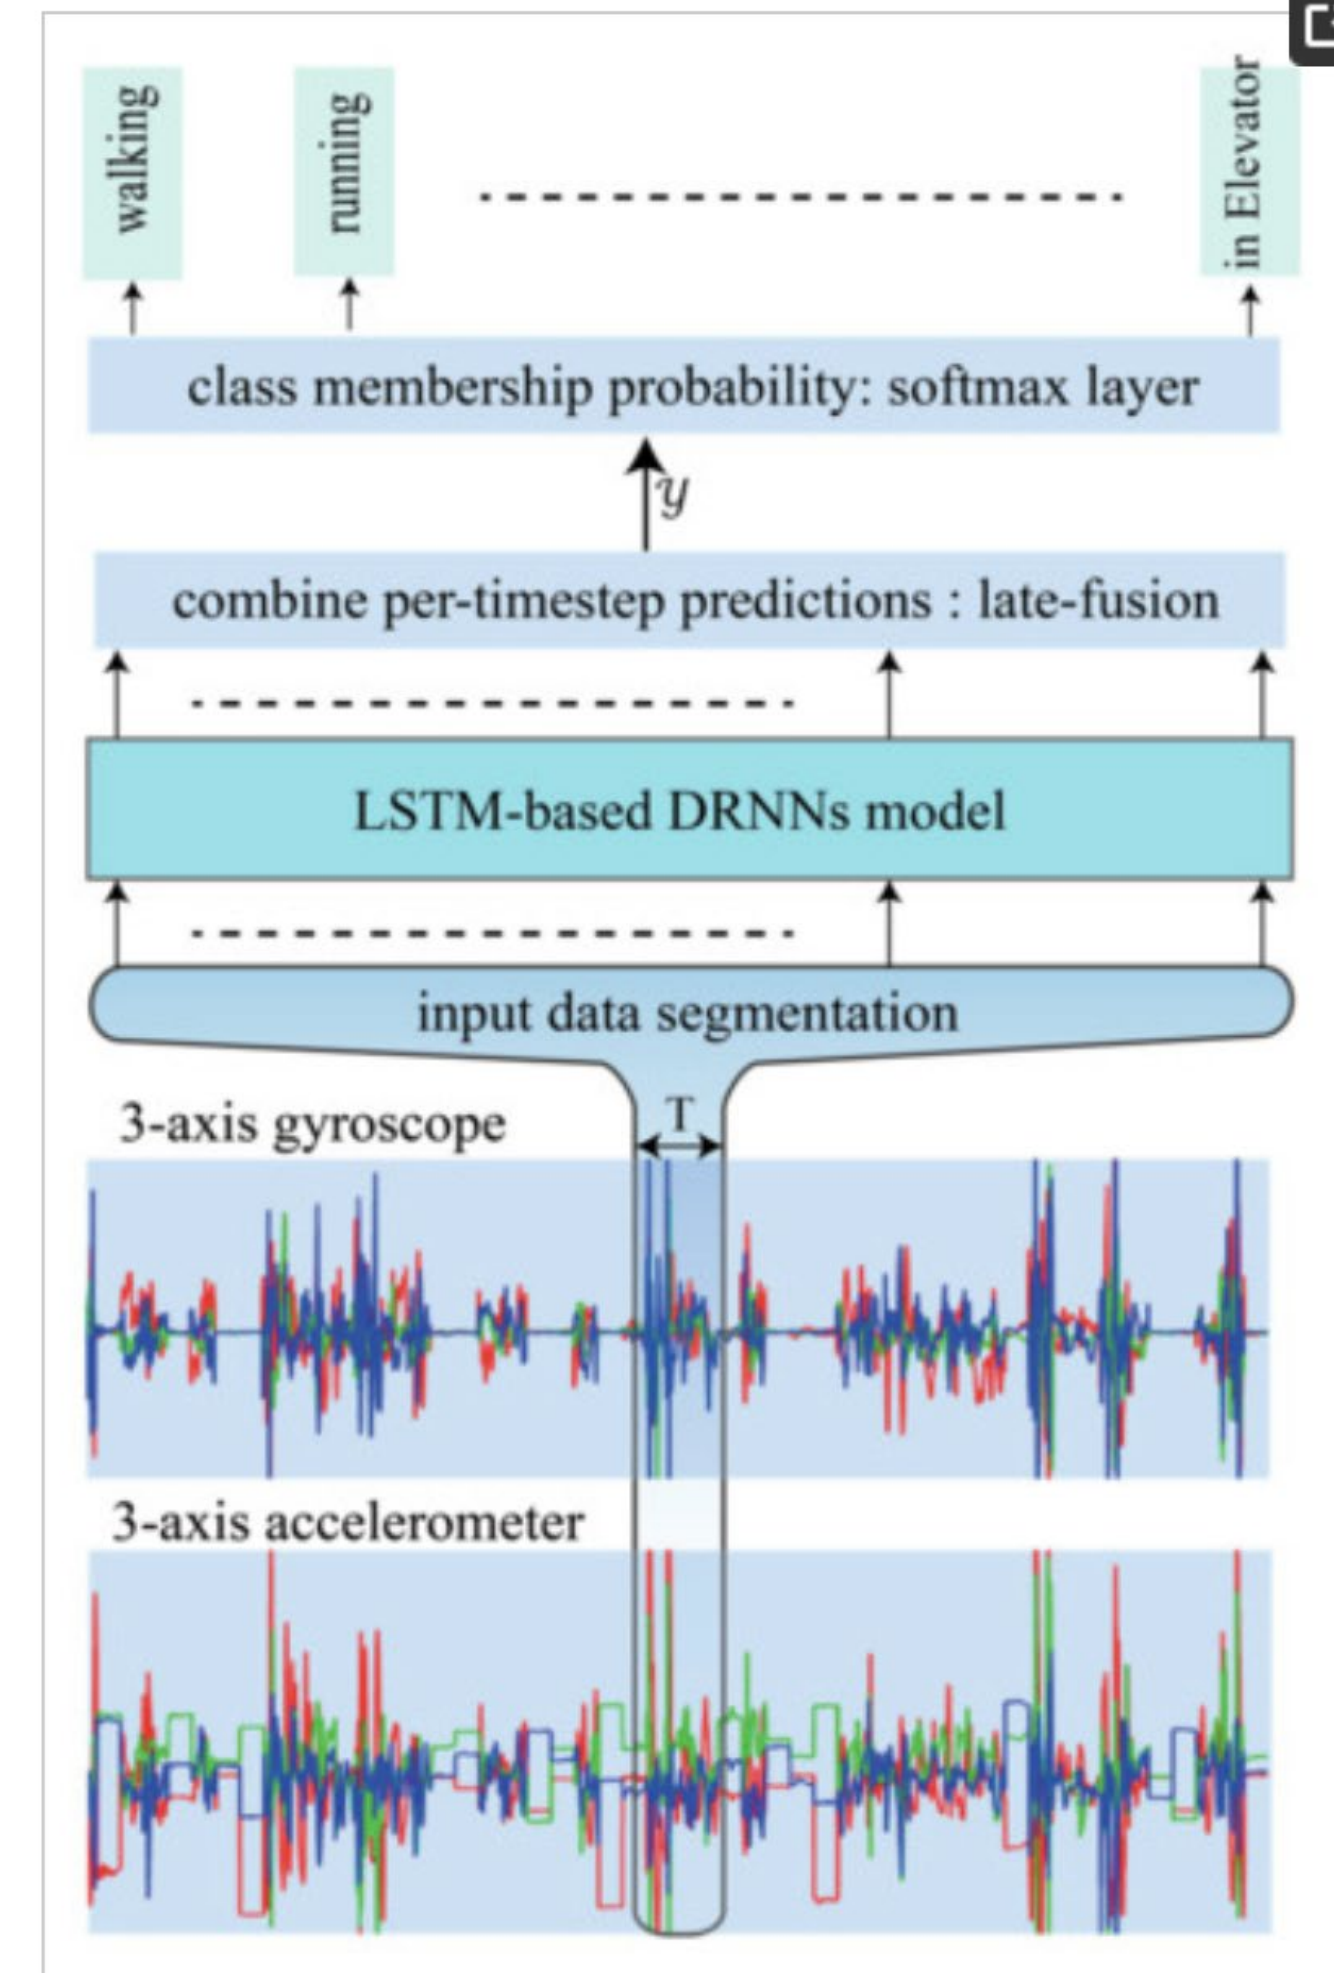 walking
running
in Elevator
class membership probability: softmax layer
y
combine per-timestep predictions : late-fusion
LSTM-based DRNNs model
input data segmentation
T
3-axis gyroscope
3-axis accelerometer